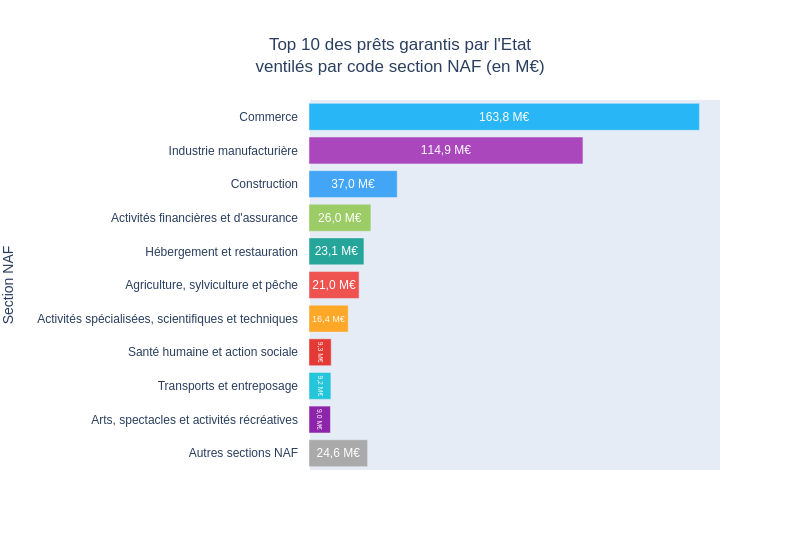 Top 10 des prêts garantis par l'Etat
ventilés par code section NAF (en M€)
Section NAF
Commerce 163,8 M€
Industrie manufacturière 114,9 M€
Construction 37,0 M€
Activités financières et d'assurance 26,0 M€
Hébergement et restauration 23,1 M€
Agriculture, sylviculture et pêche 21,0 M€
Activités spécialisées, scientifiques et techniques 16,4 M€
Santé humaine et action sociale 9,3 M€
Transports et entreposage 9,2 M€
Arts, spectacles et activités récréatives 9,0 M€
Autres sections NAF 24,6 M€